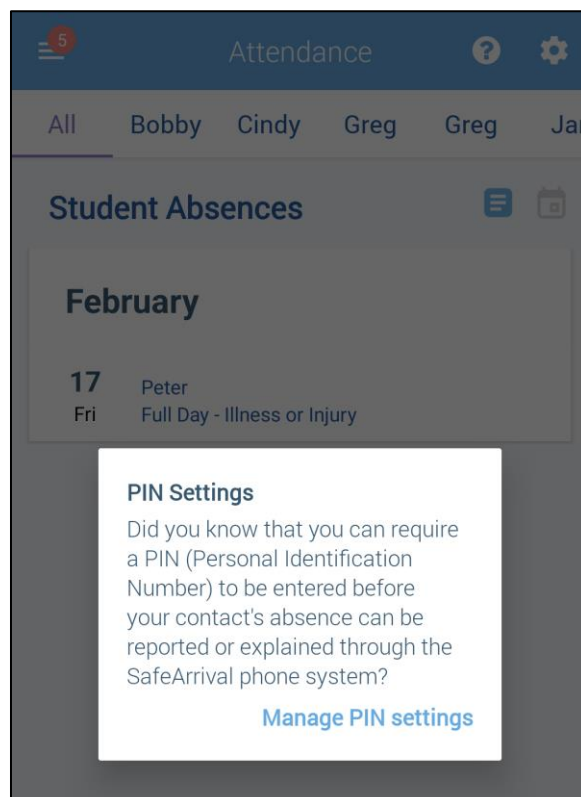 5
Attendance
?
All Bobby Cindy Greg Greg Jan
Student Absences
February
17 Peter
Fri Full Day - Illness or Injury
PIN Settings
Did you know that you can require
a PIN (Personal Identification
Number) to be entered before
your contact's absence can be
reported or explained through the
SafeArrival phone system?
Manage PIN settings